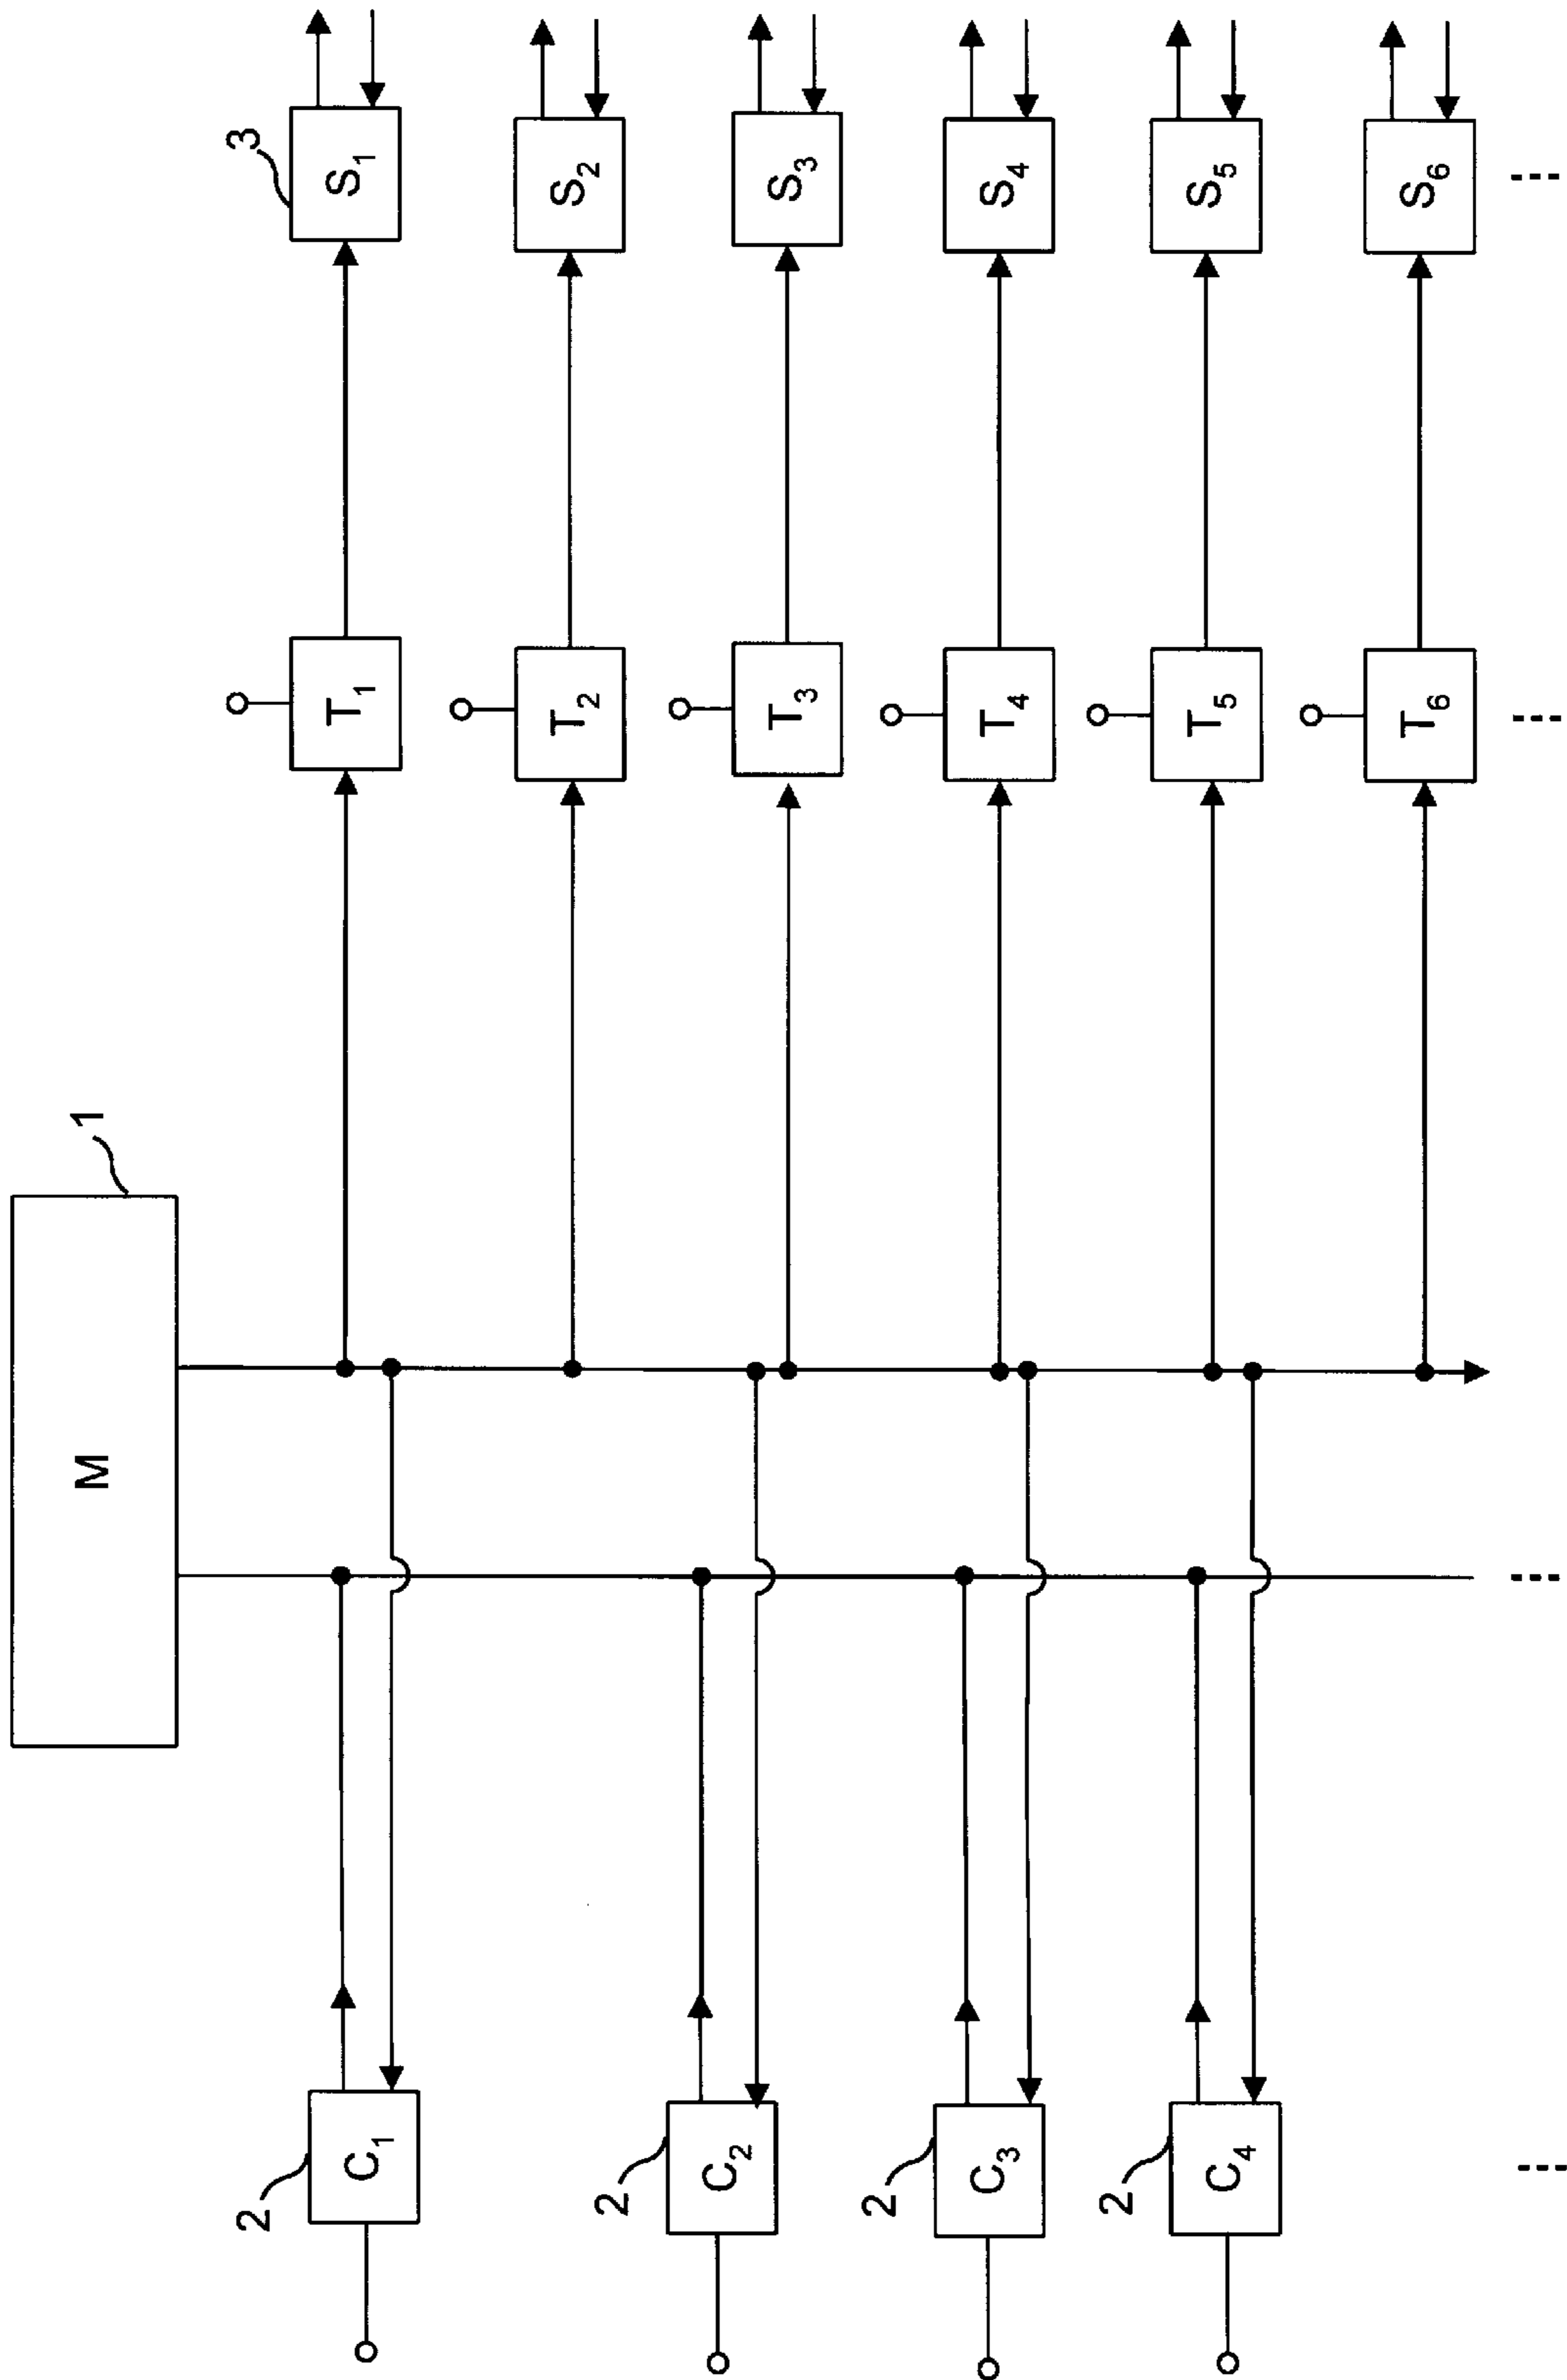 1
M
3
S₁
S₂
S₃
S₄
S₅
S₆
T₁
T₂
T₃
T₄
T₅
T₆
2
C₁
2
C₂
2
C₃
2
C₄